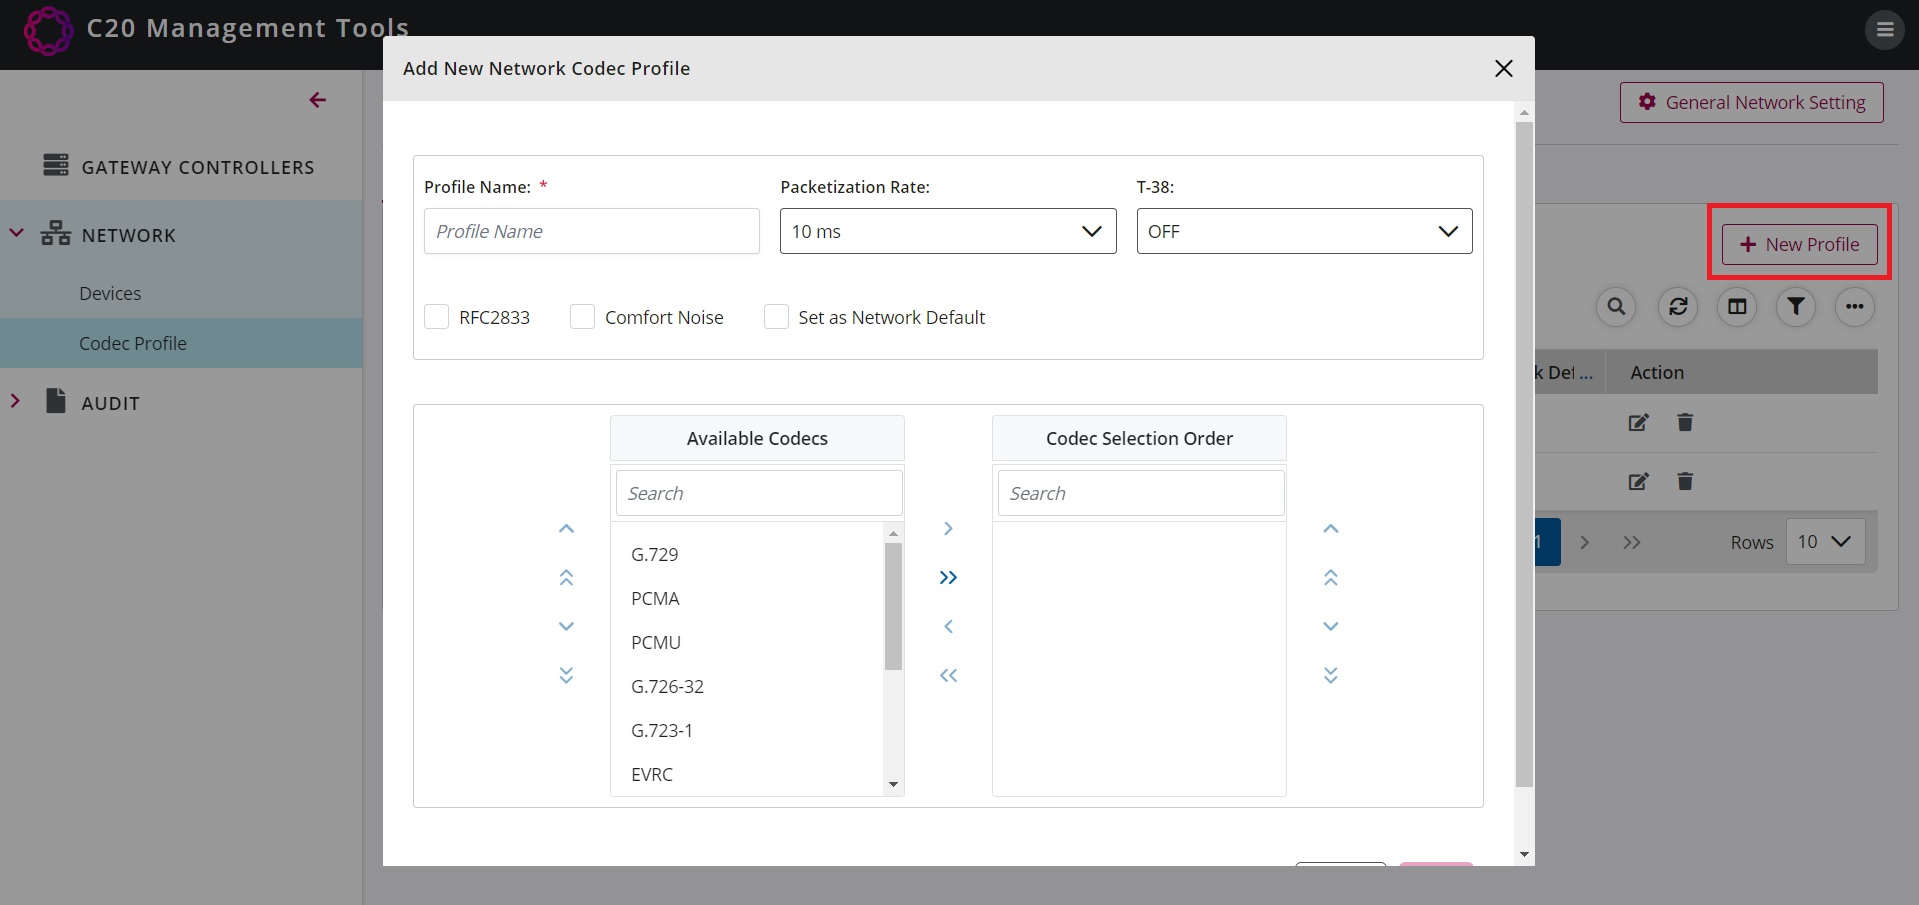 C20 Management Tools
Add New Network Codec Profile
General Network Setting
GATEWAY CONTROLLERS
NETWORK
Devices
Codec Profile
AUDIT
Profile Name: *
Packetization Rate:
T-38:
Profile Name
10 ms
OFF
RFC2833
Comfort Noise
Set as Network Default
New Profile
k Def...
Action
Available Codecs
Codec Selection Order
Search
Search
G.729
PCMA
PCMU
G.726-32
G.723-1
EVRC
1
Rows
10